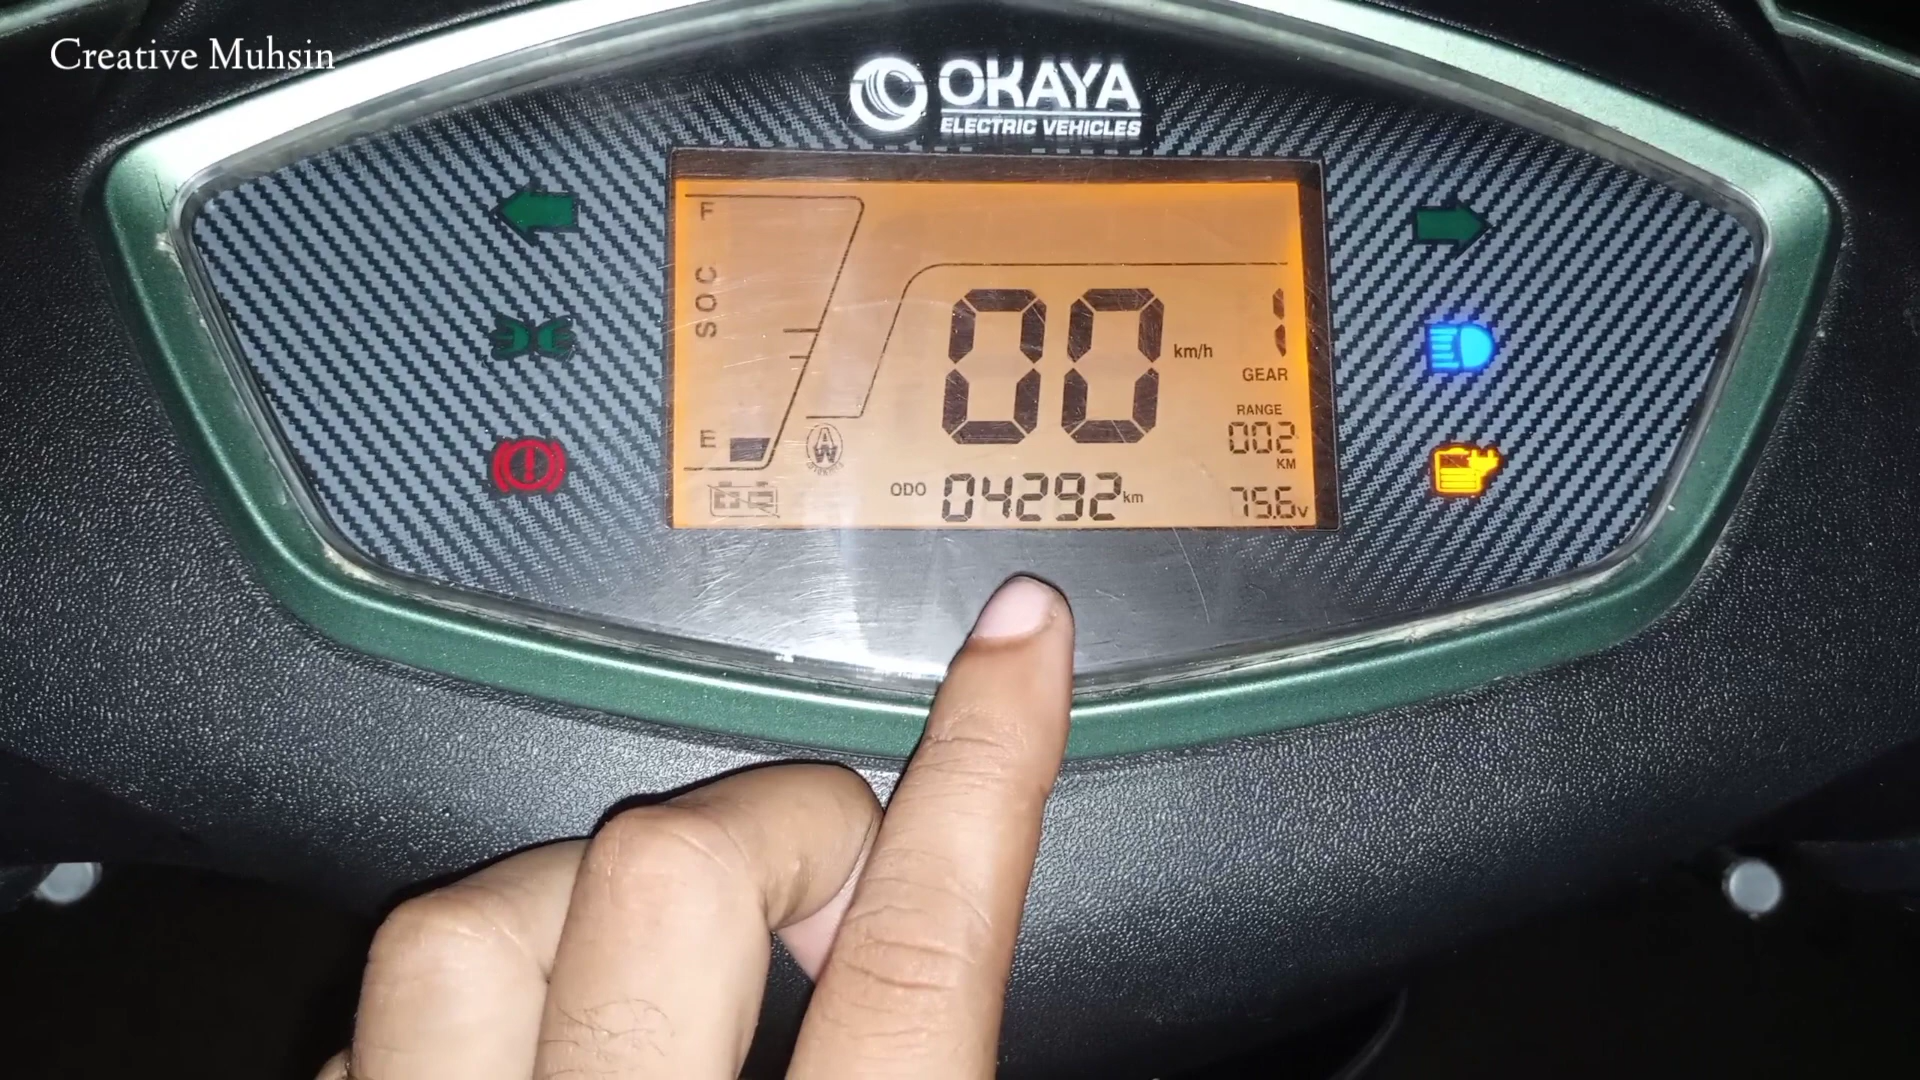 Creative Muhsin
OKAYA
ELECTRIC VEHICLES
F
SOC
E
00 km/h
1
GEAR
RANGE
002
KM
ODO 04292 km
75.6v